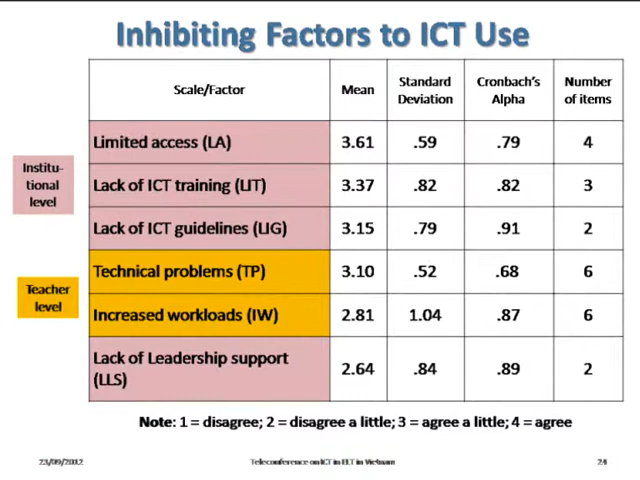 Inhibiting Factors to ICT Use
Scale/Factor Mean Standard Deviation Cronbach's Alpha Number of items
Limited access (LA) 3.61 .59 .79 4
Institu-
tional
level
Lack of ICT training (LIT) 3.37 .82 .82 3
Lack of ICT guidelines (LIG) 3.15 .79 .91 2
Technical problems (TP) 3.10 .52 .68 6
Teacher
level
Increased workloads (IW) 2.81 1.04 .87 6
Lack of Leadership support
(LLS) 2.64 .84 .89 2
Note: 1 = disagree; 2 = disagree a little; 3 = agree a little; 4 = agree
23/09/2012 Teleconference on ICT in ELT in Vietnam 24